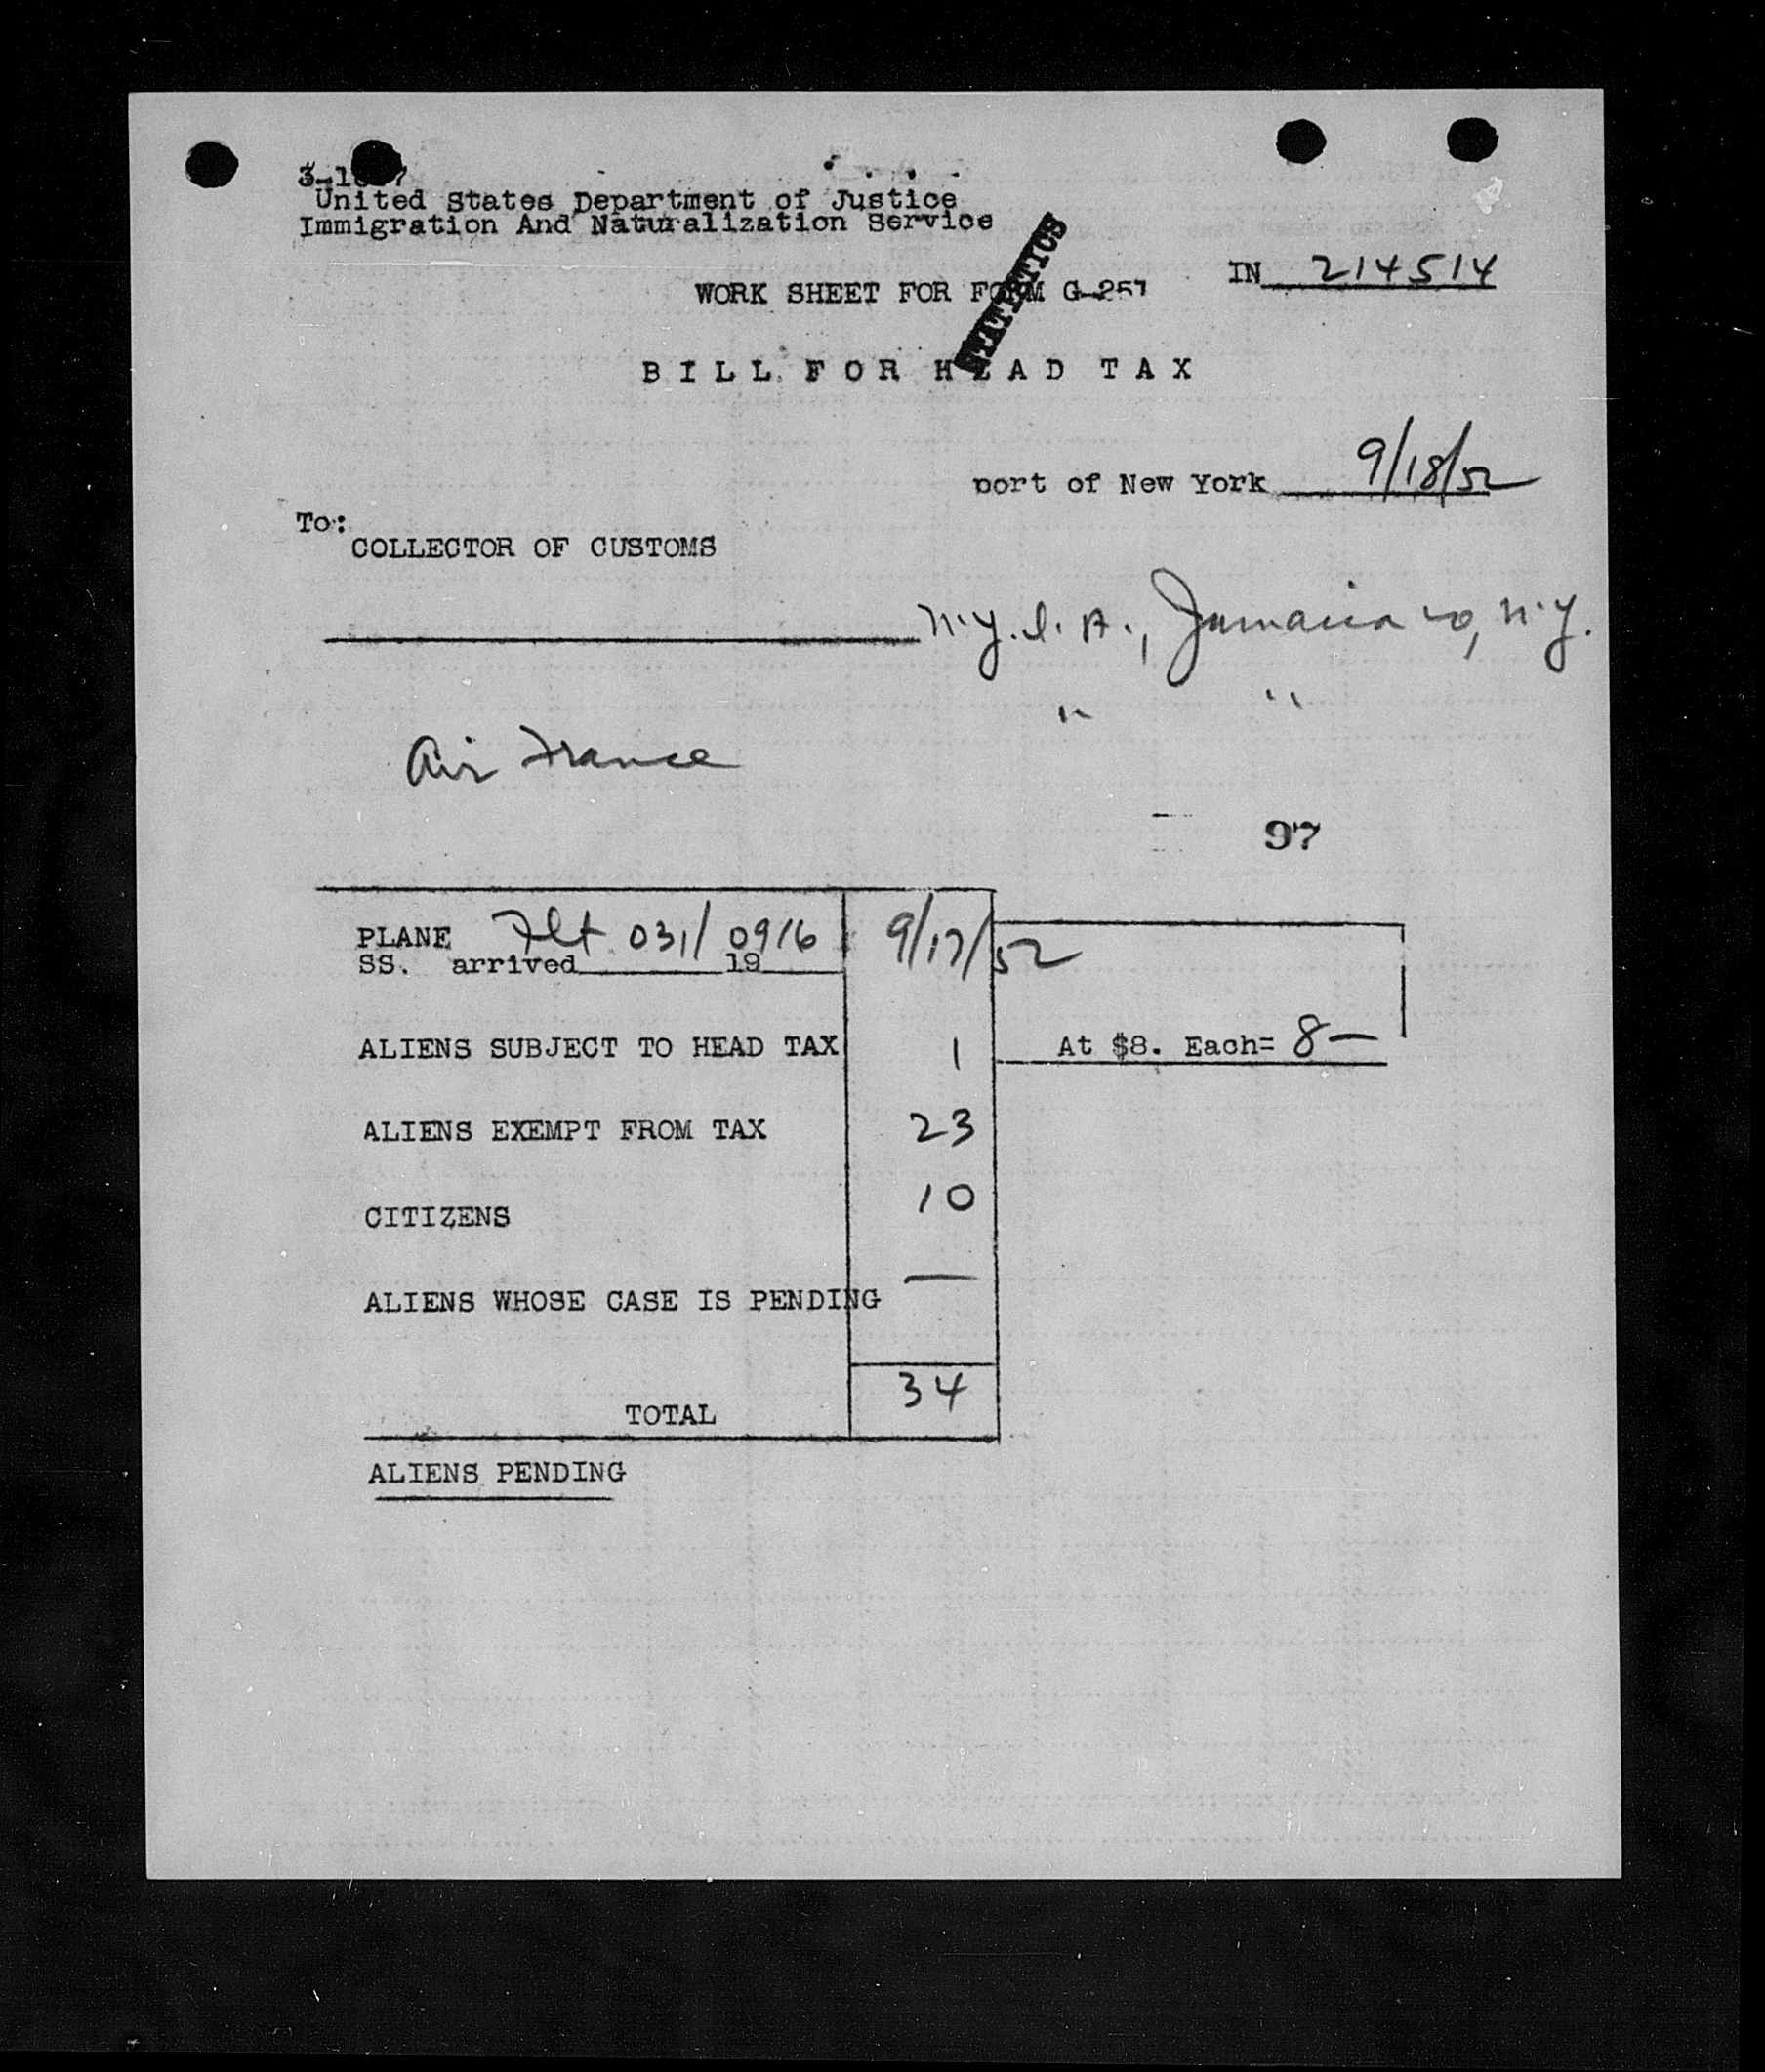 United States Department of Justice
Immigration And Naturalization Service
STATISTICS
WORK SHEET FOR FORM G-257
IN 214514
BILL FOR HEAD TAX
port of New York 9/18/52
To:
COLLECTOR OF CUSTOMS
N.Y.I.A., Jamaica 20, N.Y.
" "
Air France
97
PLANE Flt 031/0916 9/17/52
SS. arrived 19
ALIENS SUBJECT TO HEAD TAX 1 At $8. Each= 8—
ALIENS EXEMPT FROM TAX 23
CITIZENS 10
ALIENS WHOSE CASE IS PENDING —
TOTAL 34
ALIENS PENDING